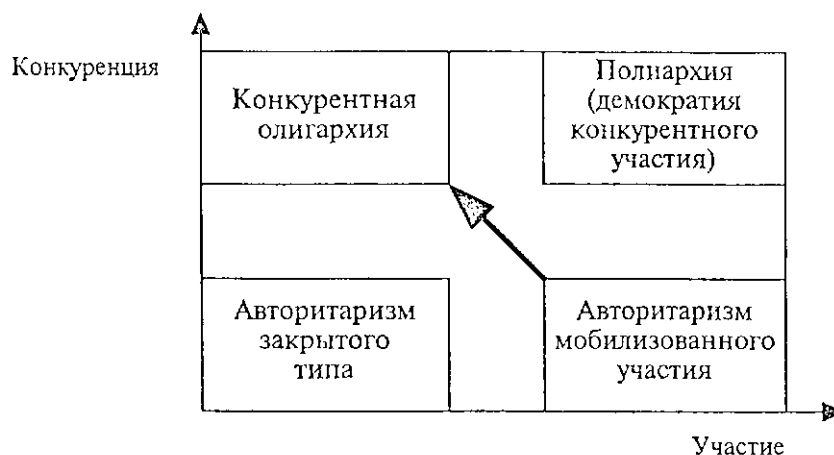 Конкуренция
Конкурентная
олигархия
Полиархия
(демократия
конкурентного
участия)
Авторитаризм
закрытого
типа
Авторитаризм
мобилизованного
участия
Участие